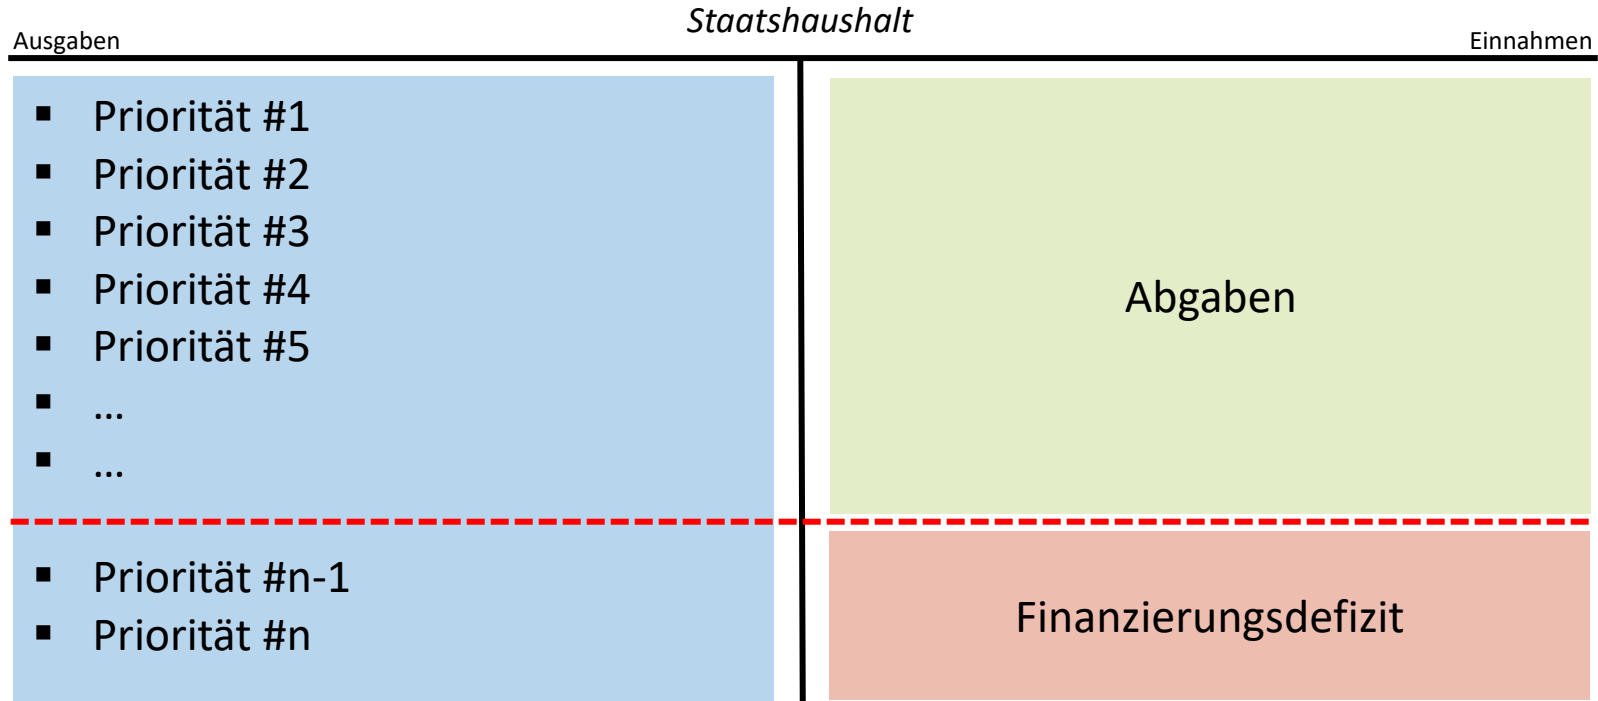 Staatshaushalt
Ausgaben
Einnahmen
▪ Priorität #1
▪ Priorität #2
▪ Priorität #3
▪ Priorität #4
▪ Priorität #5
▪ ...
▪ ...
▪ Priorität #n-1
▪ Priorität #n
Abgaben
Finanzierungsdefizit